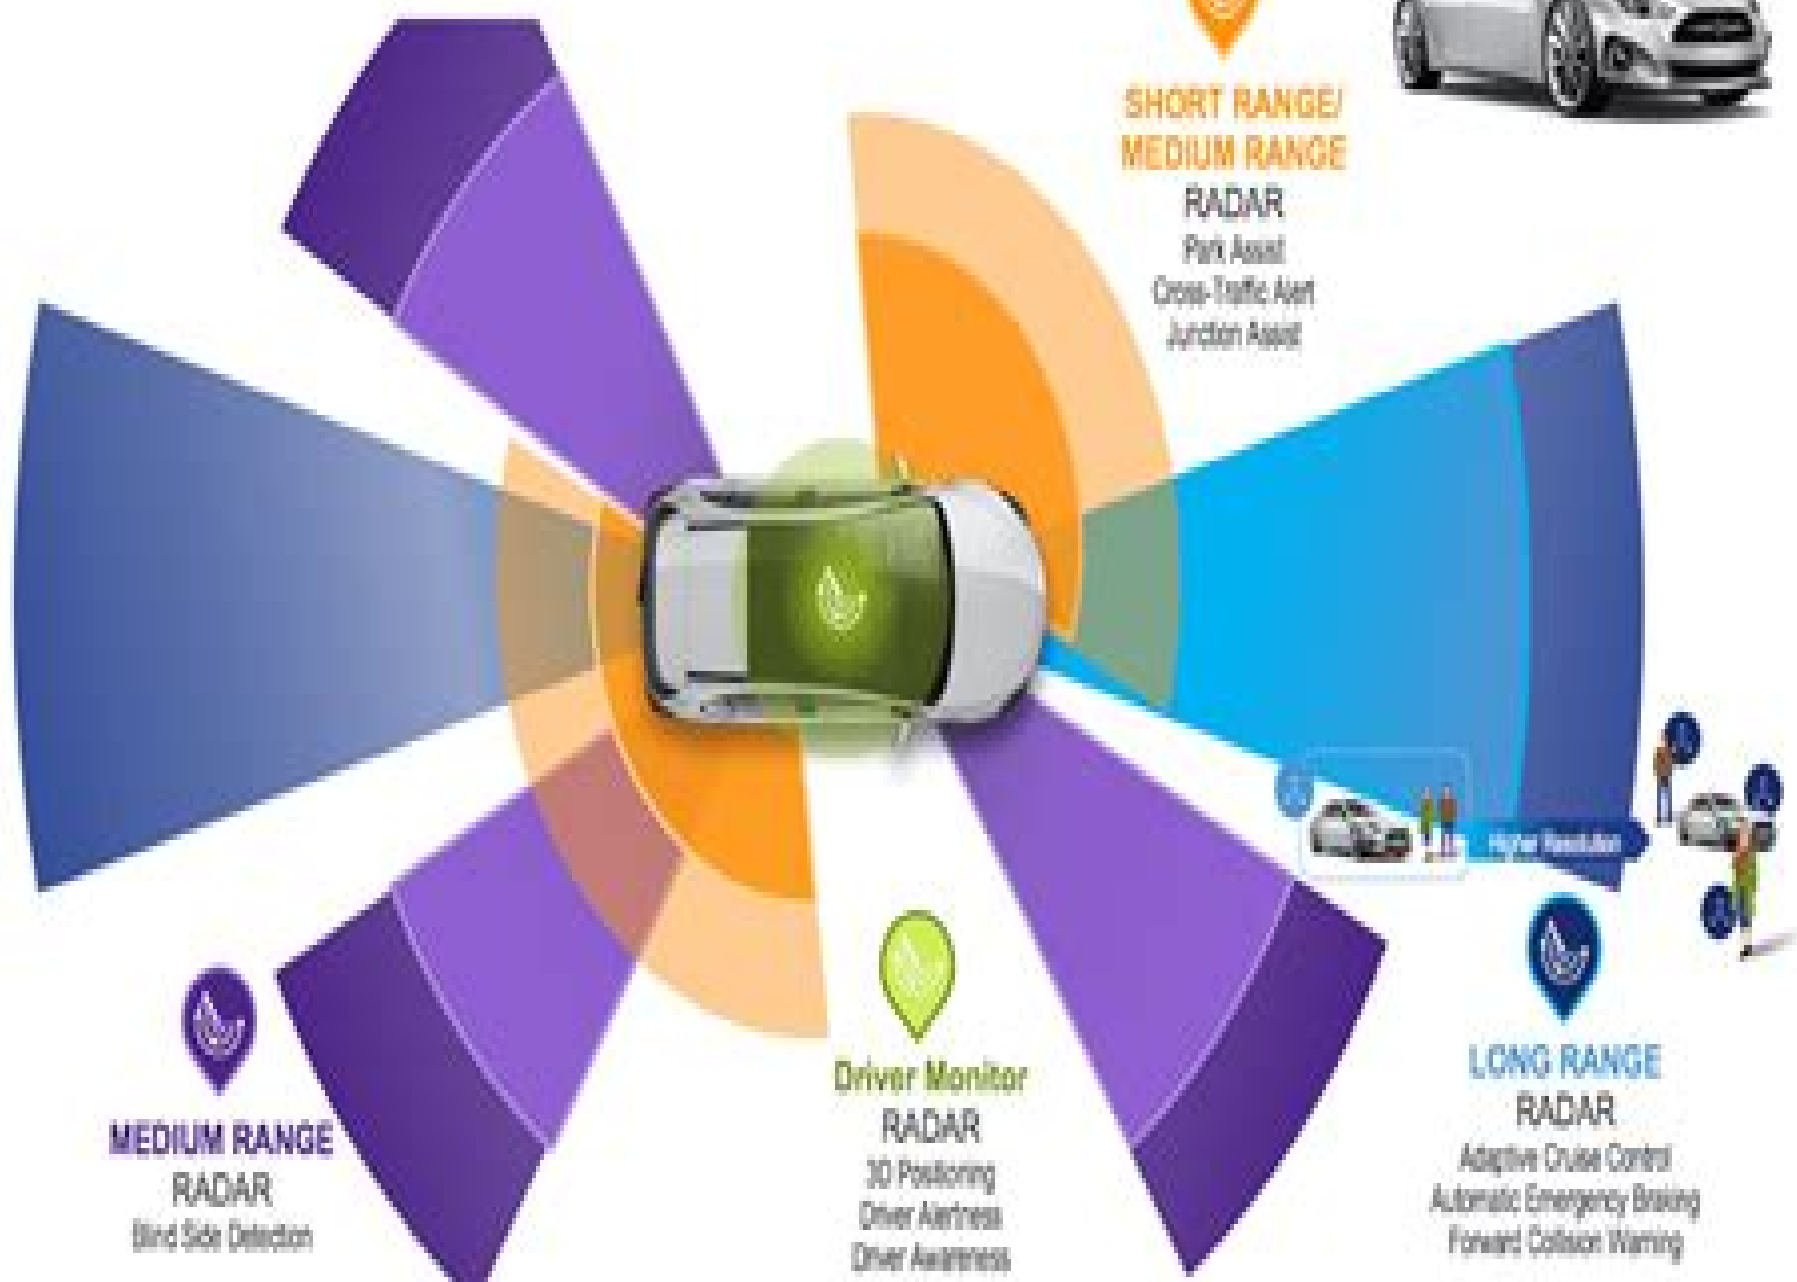 SHORT RANGE/
MEDIUM RANGE
RADAR
Park Assist
Cross-Traffic Alert
Junction Assist
Higher Resolution
MEDIUM RANGE
RADAR
Blind Side Detection
Driver Monitor
RADAR
3D Positioning
Driver Alertness
Driver Awareness
LONG RANGE
RADAR
Adaptive Cruise Control
Automatic Emergency Braking
Forward Collision Warning